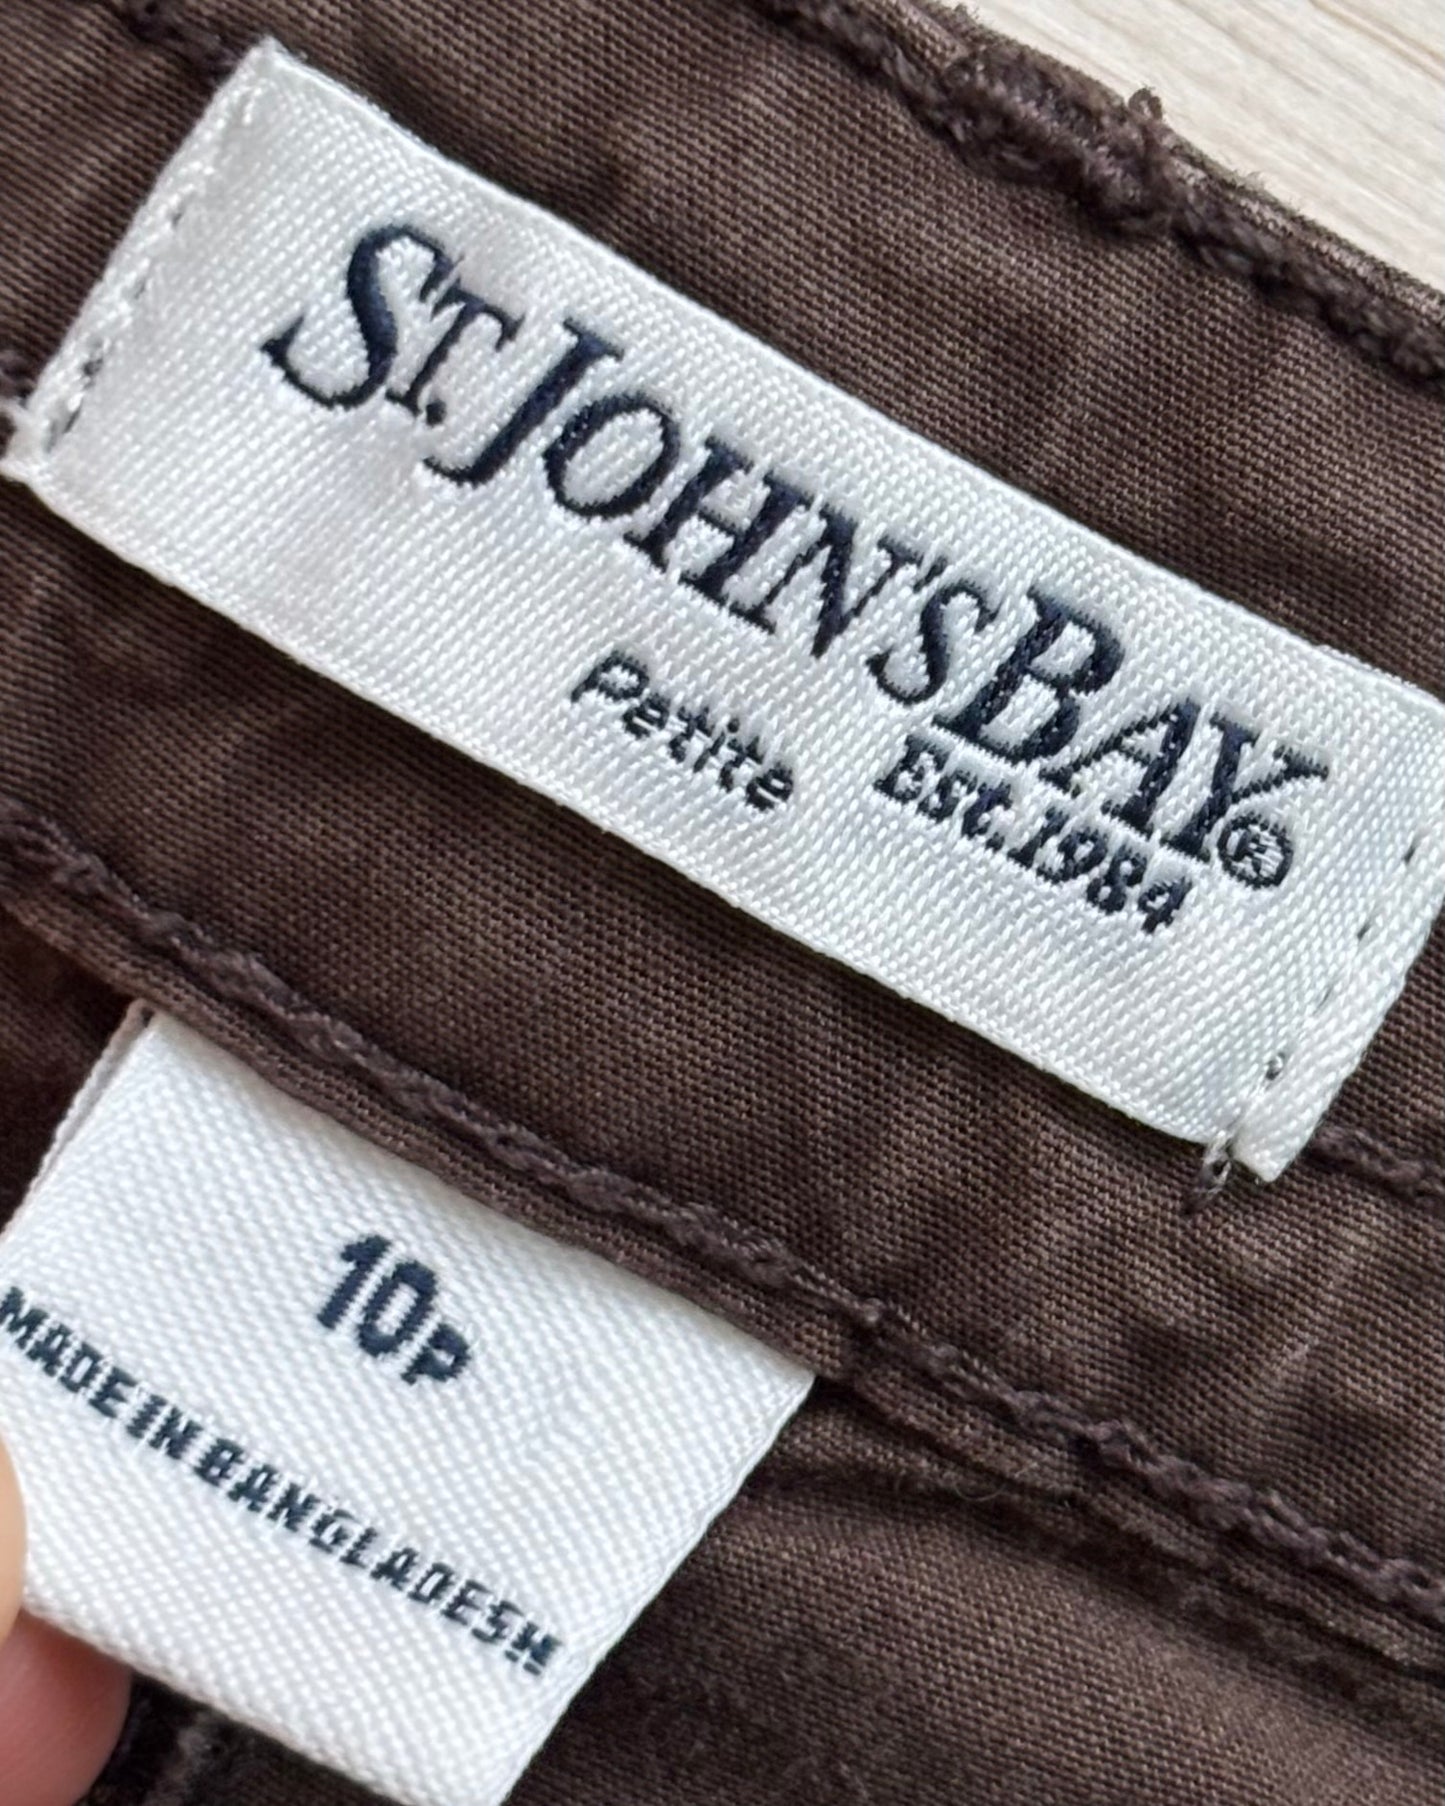 ST. JOHN'S BAY®
Petite
Est. 1984
10P
MADE IN BANGLADESH